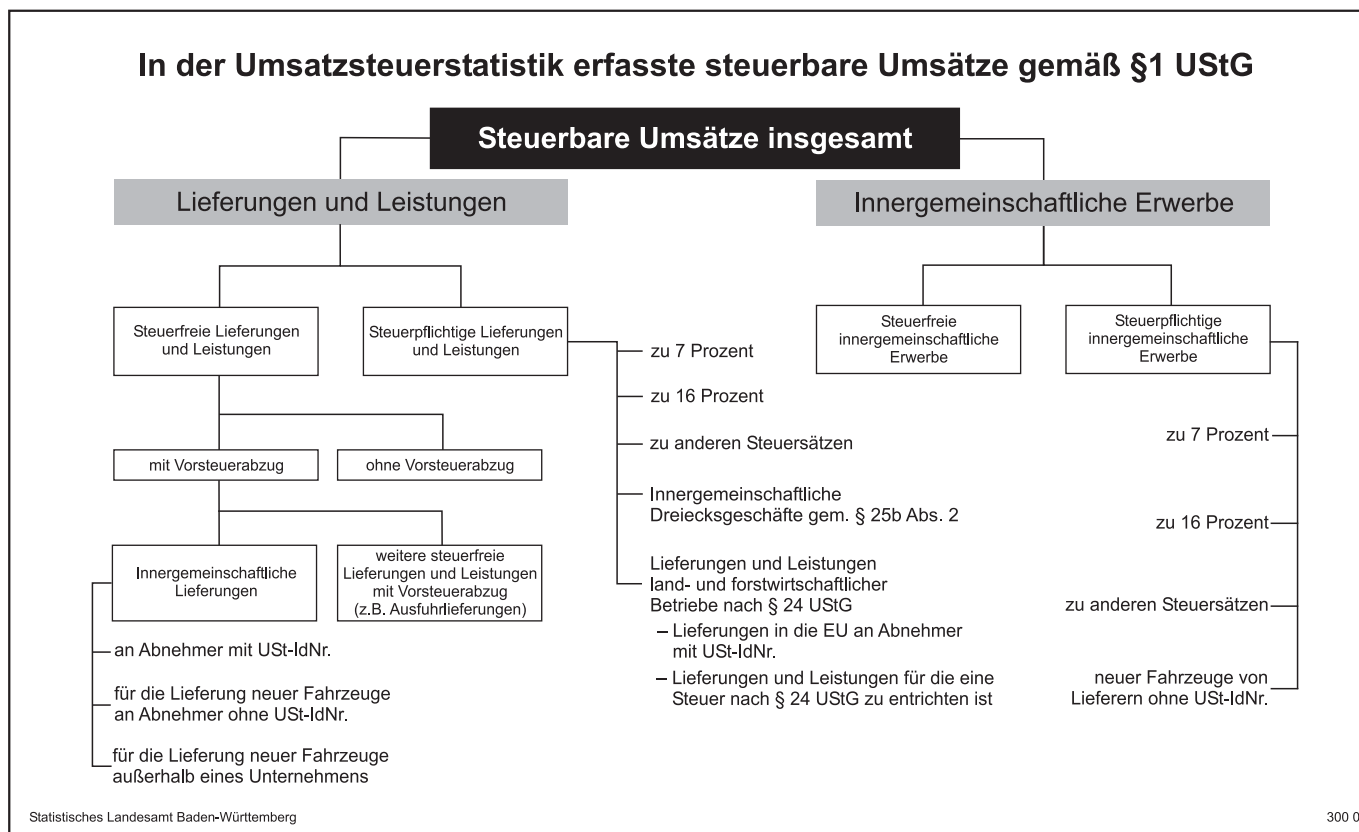 In der Umsatzsteuerstatistik erfasste steuerbare Umsätze gemäß §1 UStG
Steuerbare Umsätze insgesamt
Lieferungen und Leistungen
Innergemeinschaftliche Erwerbe
Steuerfreie Lieferungen
und Leistungen
Steuerpflichtige Lieferungen
und Leistungen
Steuerfreie
innergemeinschaftliche
Erwerbe
Steuerpflichtige
innergemeinschaftliche
Erwerbe
zu 7 Prozent
zu 16 Prozent
zu anderen Steuersätzen
Innergemeinschaftliche
Dreiecksgeschäfte gem. § 25b Abs. 2
Lieferungen und Leistungen
land- und forstwirtschaftlicher
Betriebe nach § 24 UStG
– Lieferungen in die EU an Abnehmer
mit USt-IdNr.
– Lieferungen und Leistungen für die eine
Steuer nach § 24 UStG zu entrichten ist
mit Vorsteuerabzug
ohne Vorsteuerabzug
Innergemeinschaftliche
Lieferungen
weitere steuerfreie
Lieferungen und Leistungen
mit Vorsteuerabzug
(z.B. Ausfuhrlieferungen)
an Abnehmer mit USt-IdNr.
für die Lieferung neuer Fahrzeuge
an Abnehmer ohne USt-IdNr.
für die Lieferung neuer Fahrzeuge
außerhalb eines Unternehmens
zu 7 Prozent
zu 16 Prozent
zu anderen Steuersätzen
neuer Fahrzeuge von
Lieferern ohne USt-IdNr.
Statistisches Landesamt Baden-Württemberg
300 0